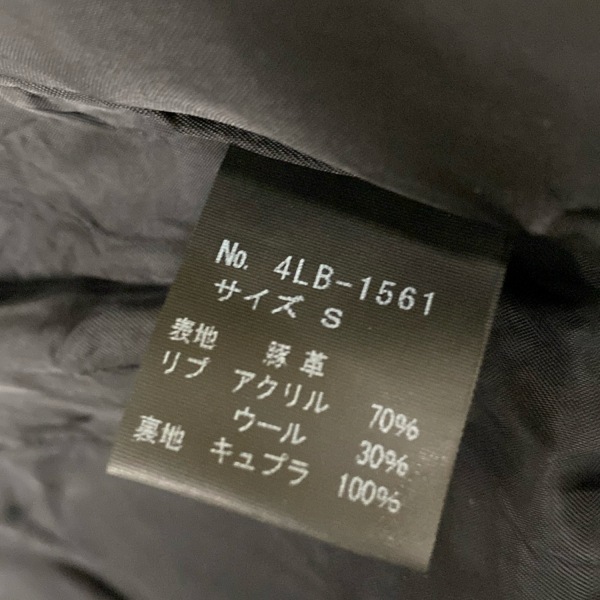 No. 4LB-1561
サイズ S
表地 豚革
リブ アクリル 70%
ウール 30%
裏地 キュプラ 100%